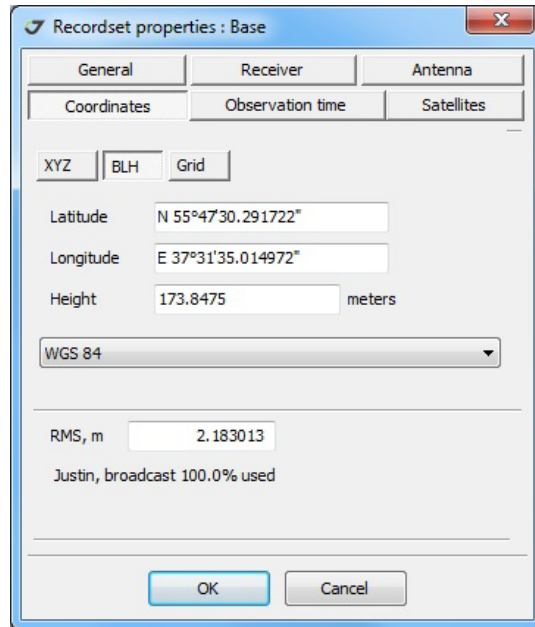 Recordset properties : Base
General Receiver Antenna
Coordinates Observation time Satellites
XYZ BLH Grid
Latitude N 55°47'30.291722"
Longitude E 37°31'35.014972"
Height 173.8475 meters
WGS 84
RMS, m 2.183013
Justin, broadcast 100.0% used
OK Cancel